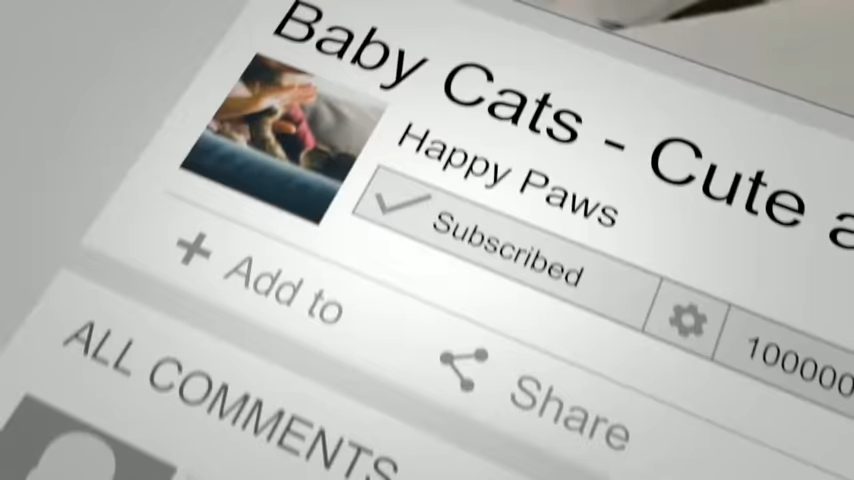 Baby Cats - Cute a
Happy Paws
Subscribed
100000
Add to
Share
ALL COMMENTS